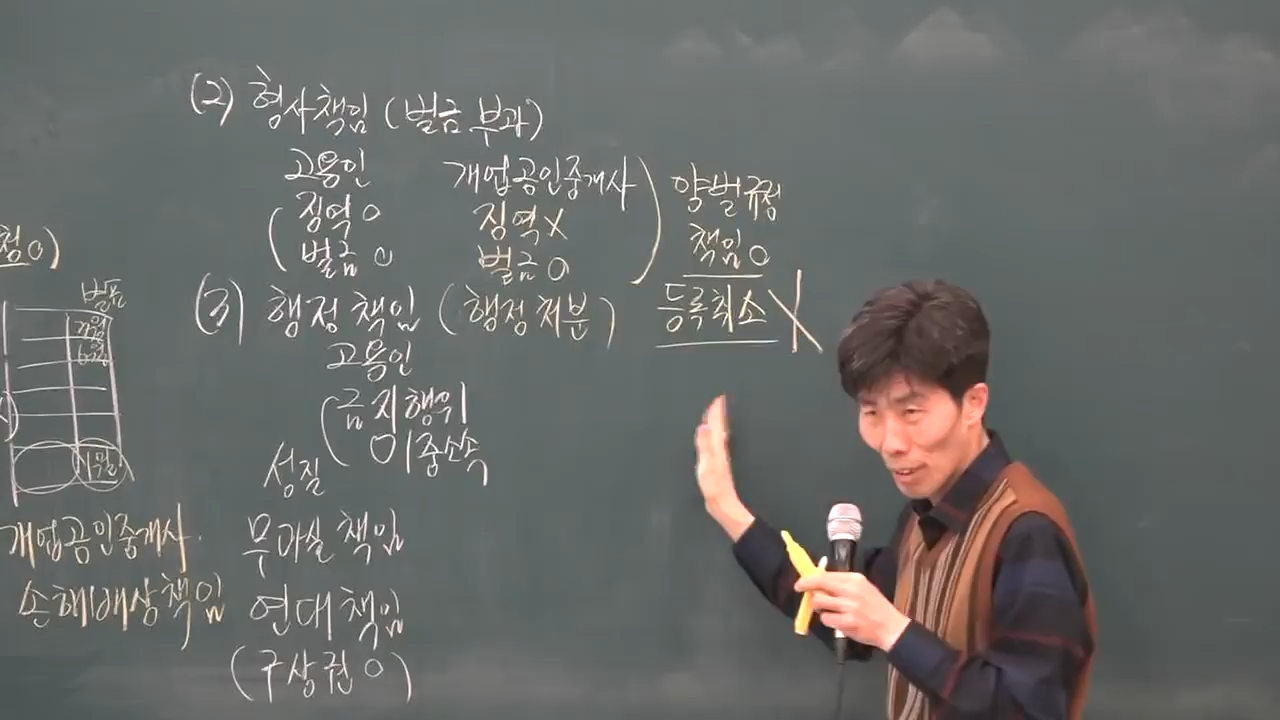 (2) 형사책임 (벌금 부과)
고용인 개업공인중개사
징역 O 징역 X
벌금 O 벌금 O
양벌규정
책임 O
등록취소 X
(3) 행정 책임 (행정처분)
고용인
금지행위
이중소속
성질
무과실 책임
연대 책임
(구상권 O)
개업공인중개사
손해배상책임